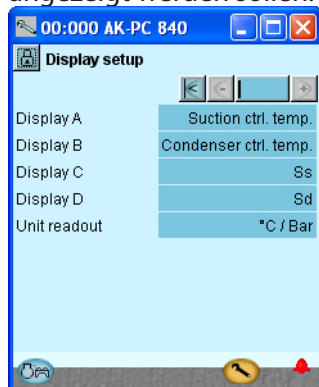 angezeigt werden sollen.
00:000 AK-PC 840
Display setup
Display A Suction ctrl. temp.
Display B Condenser ctrl. temp.
Display C Ss
Display D Sd
Unit readout °C / Bar